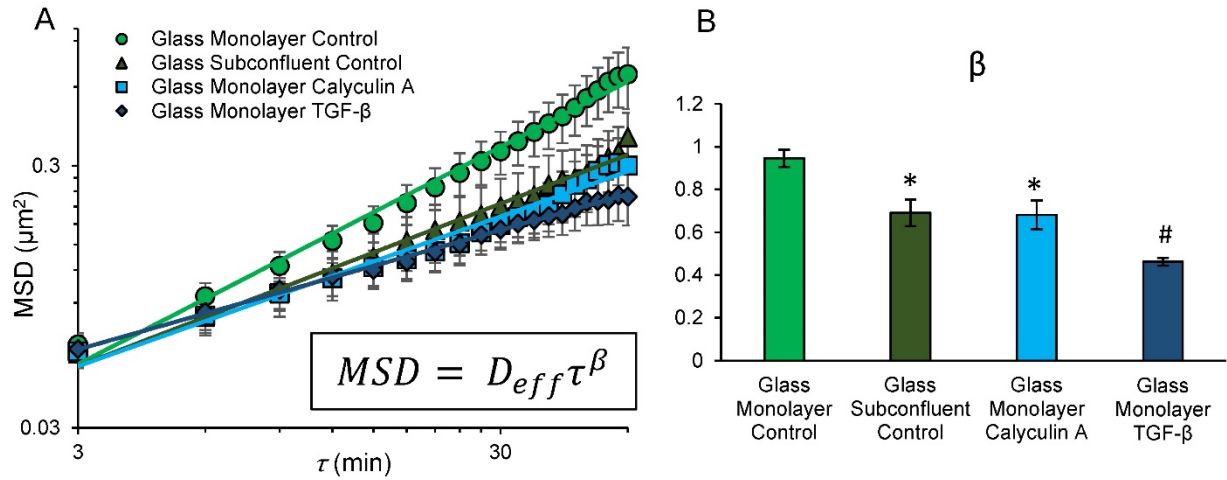 A
Glass Monolayer Control
Glass Subconfluent Control
Glass Monolayer Calyculin A
Glass Monolayer TGF-β
MSD (μm²)
0.3
0.03
3
30
τ (min)
MSD = D_eff τ^β
B
β
1.2
1
0.8
0.6
0.4
0.2
0
*
*
#
Glass
Monolayer
Control
Glass
Subconfluent
Control
Glass
Monolayer
Calyculin A
Glass
Monolayer
TGF-β